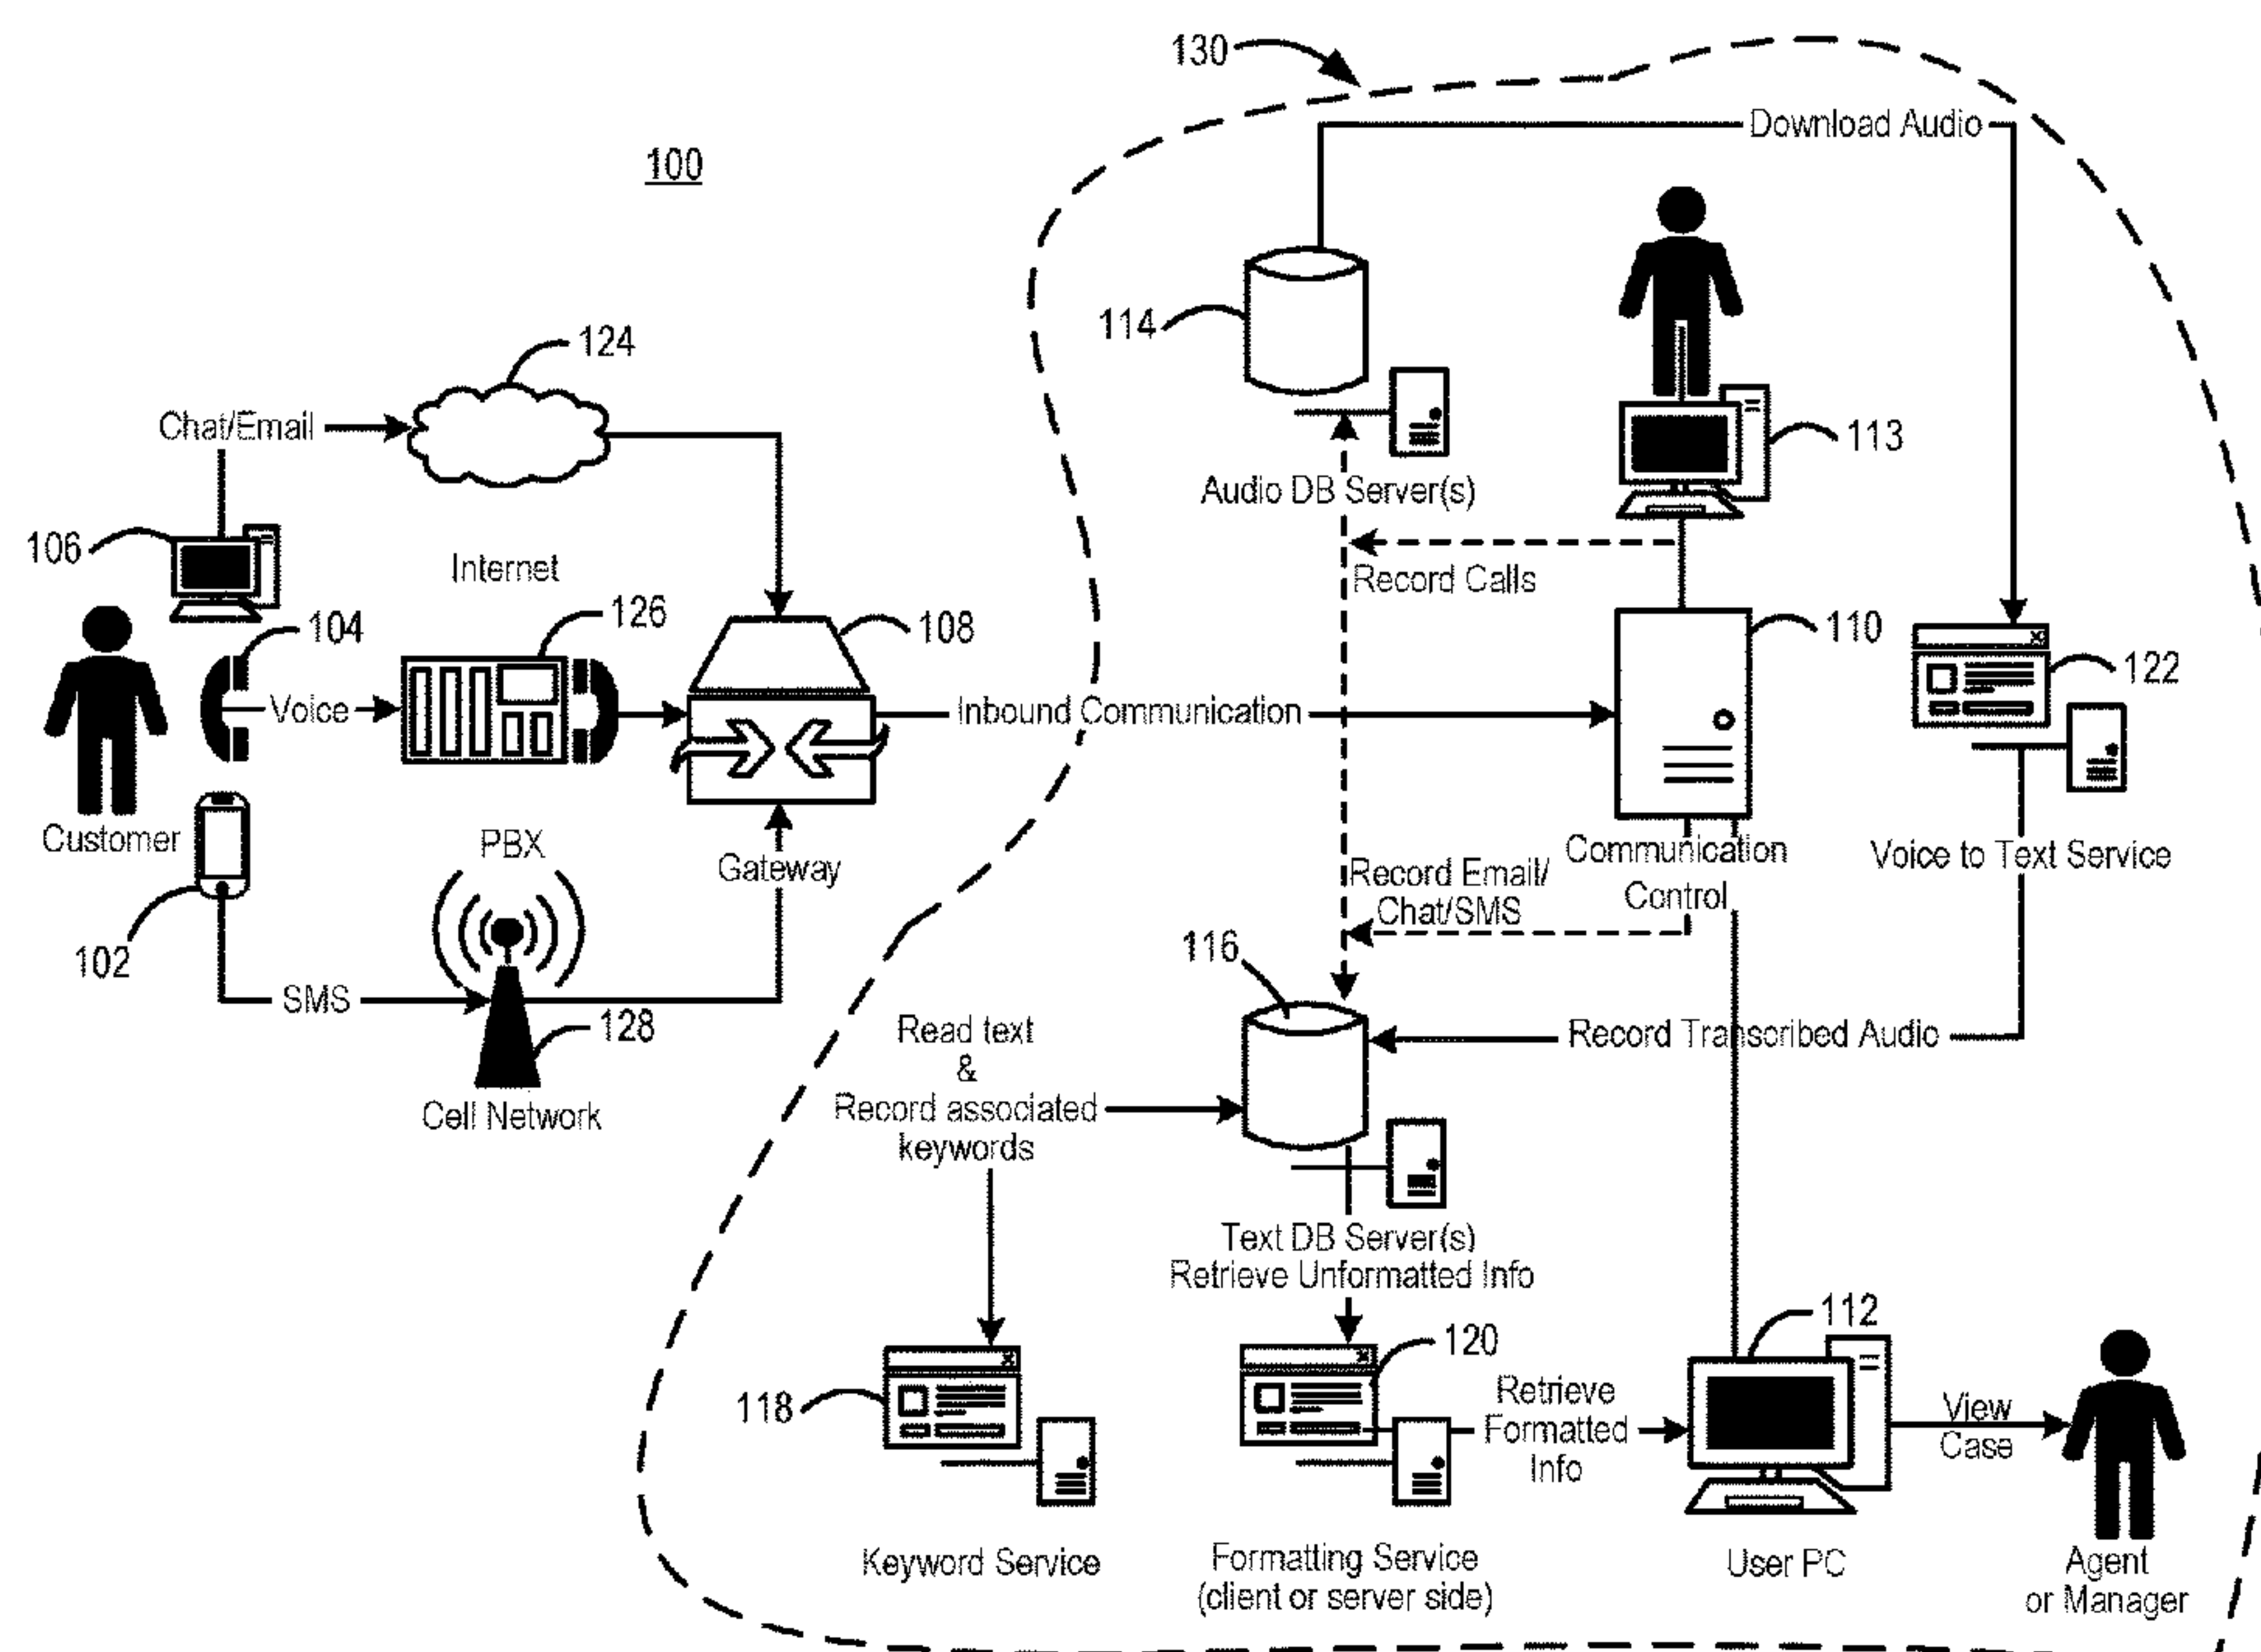 130
Download Audio
100
114
124
Chat/Email
113
Audio DB Server(s)
106
Internet
Record Calls
126
104
108
110
122
Voice
Inbound Communication
Customer
PBX
Gateway
Communication
Control
Voice to Text Service
Record Email/
Chat/SMS
102
116
SMS
128
Read text
&
Record associated
keywords
Record Transcribed Audio
Cell Network
Text DB Server(s)
Retrieve Unformatted Info
112
120
118
Retrieve
Formatted
Info
View
Case
Keyword Service
Formatting Service
(client or server side)
User PC
Agent
or Manager